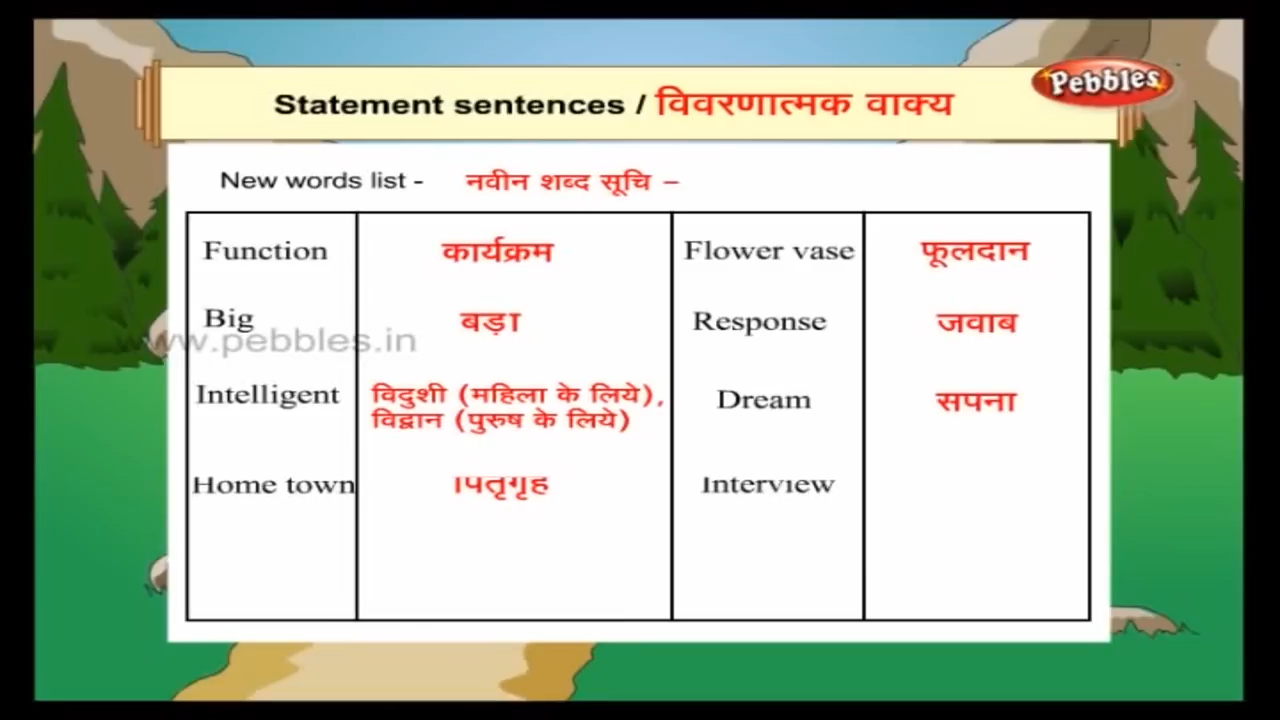 Pebbles
Statement sentences / विवरणात्मक वाक्य
New words list - नवीन शब्द सूचि –
Function कार्यक्रम Flower vase फूलदान
Big बड़ा Response जवाब
www.pebbles.in
Intelligent विदुशी (महिला के लिये),
विद्वान (पुरुष के लिये)
Dream सपना
Home town पितृगृह Interview